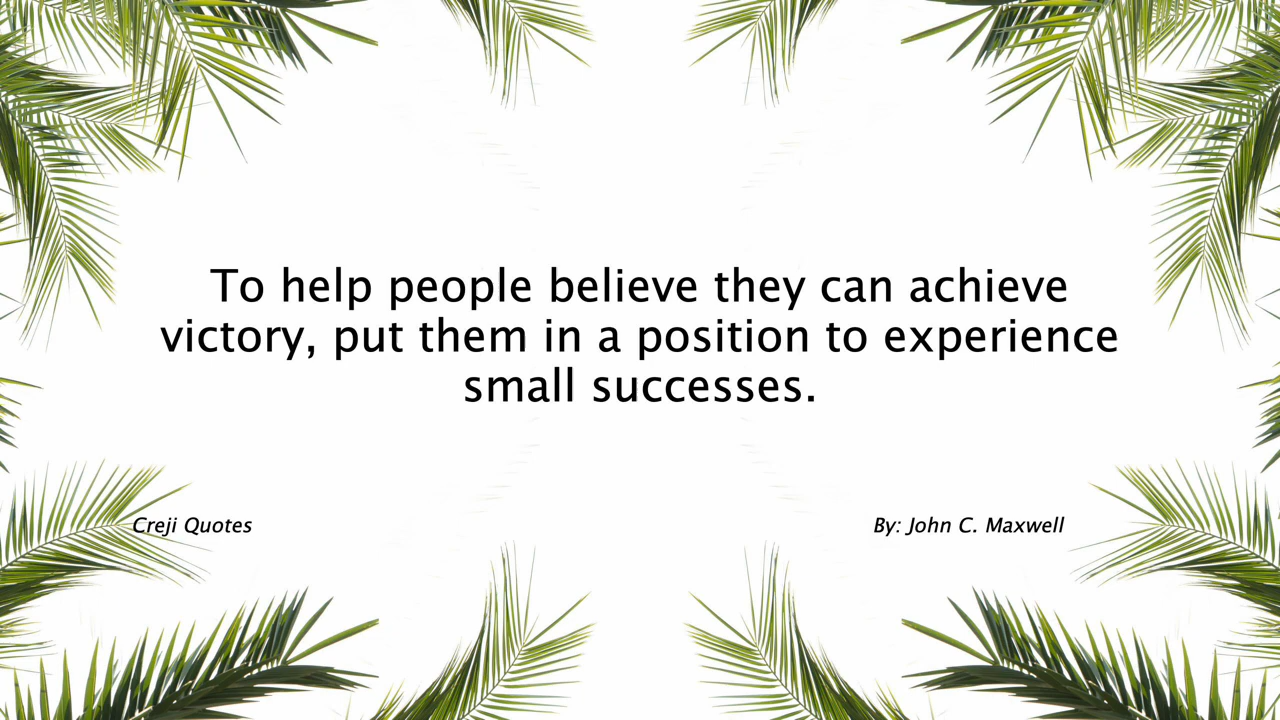 To help people believe they can achieve
victory, put them in a position to experience
small successes.
Creji Quotes
By: John C. Maxwell